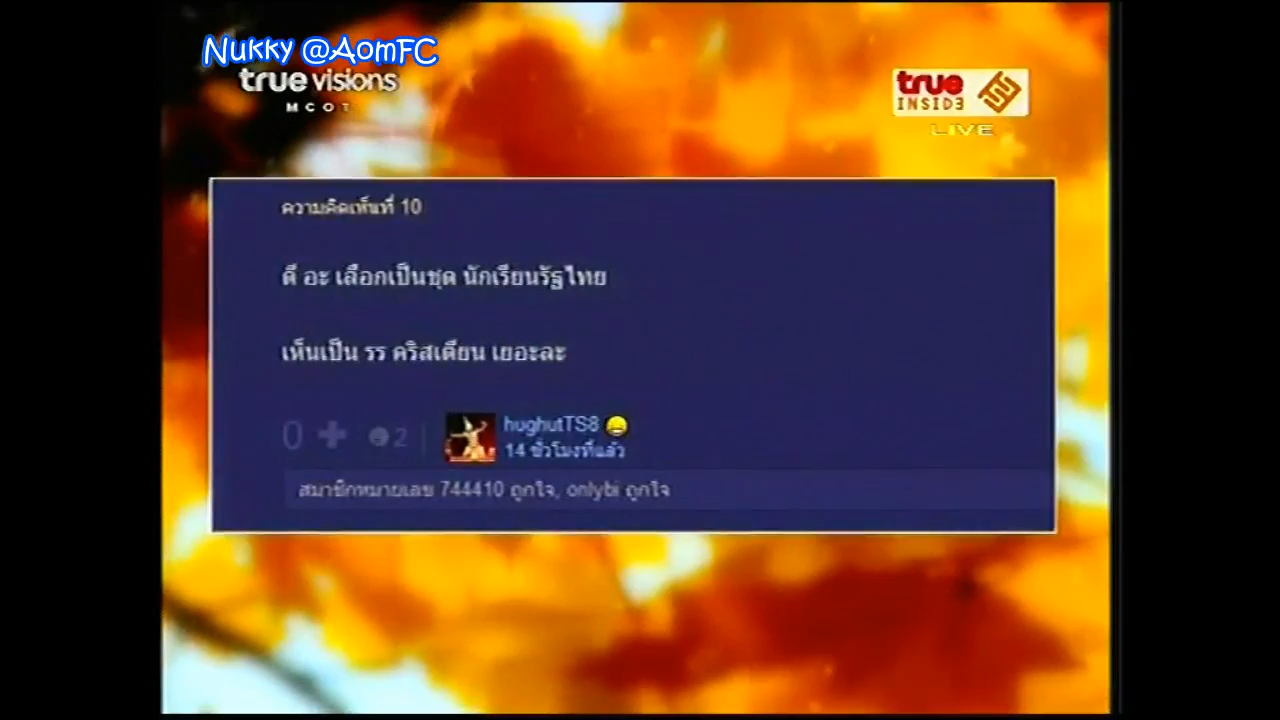 Nukky @AomFC
true visions
MCOT
true
INSIDE
LIVE
ความคิดเห็นที่ 10
ดี อะ เลือกเป็นชุด นักเรียนรัฐไทย
เห็นเป็น รร คริสเตียน เยอะละ
0 + 2
hughutTS8
14 ชั่วโมงที่แล้ว
สมาชิกหมายเลข 744410 ถูกใจ, onlybi ถูกใจ